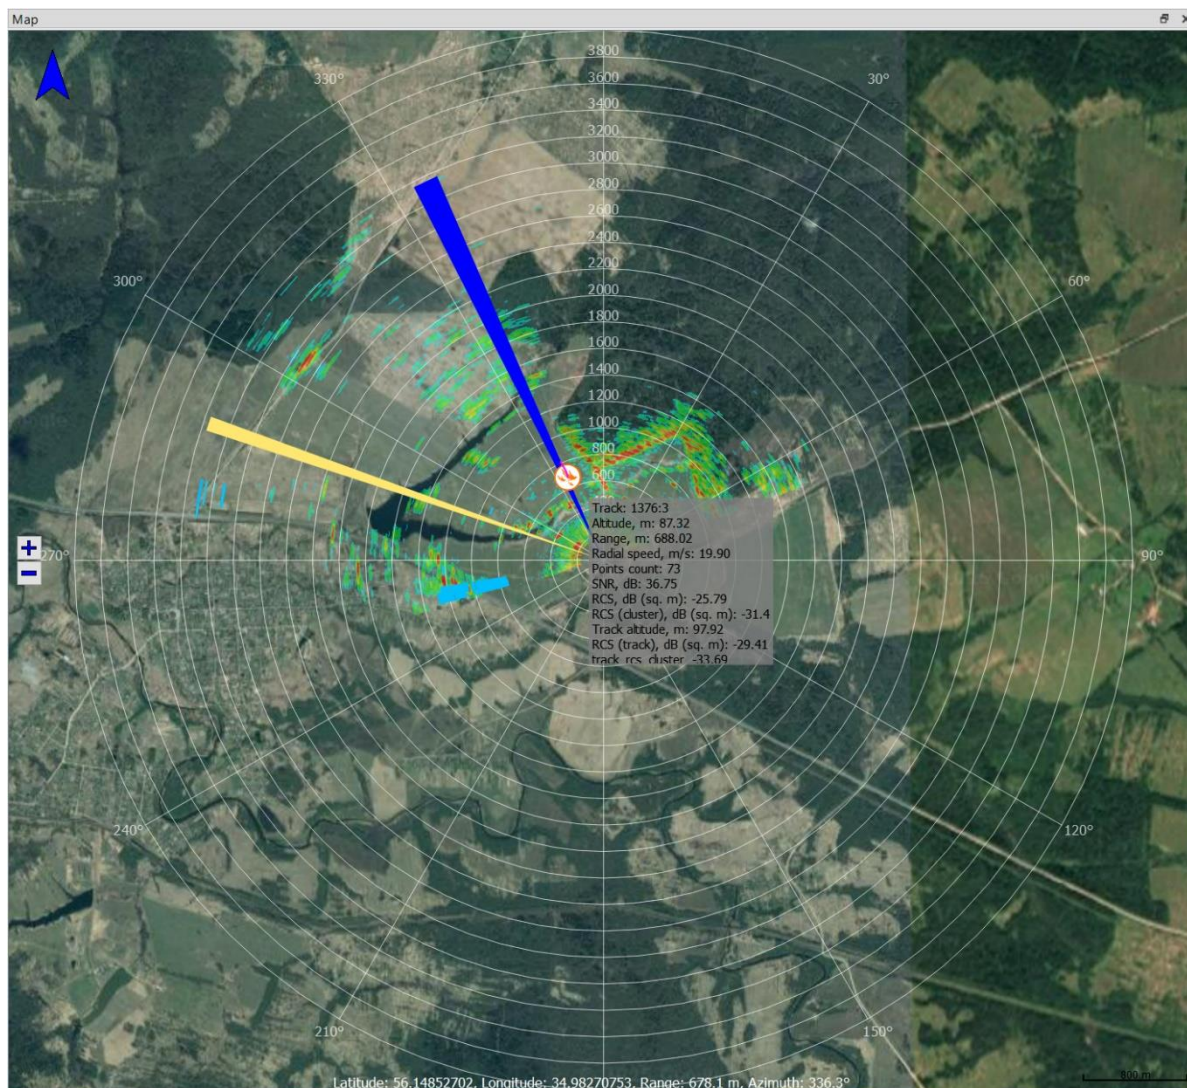 Map
3800
3600
3400
3200
3000
2800
2600
2400
2200
2000
1800
1600
1400
1200
1000
800
600
330°
30°
300°
60°
270°
90°
240°
120°
210°
150°
Track: 1376:3
Altitude, m: 87.32
Range, m: 688.02
Radial speed, m/s: 19.90
Points count: 73
SNR, dB: 36.75
RCS, dB (sq. m): -25.79
RCS (cluster), dB (sq. m): -31.4
Track altitude, m: 97.92
RCS (track), dB (sq. m): -29.41
track_rcs_cluster -33.69
800 m
Latitude: 56.14852702, Longitude: 34.98270753, Range: 678.1 m, Azimuth: 336.3°